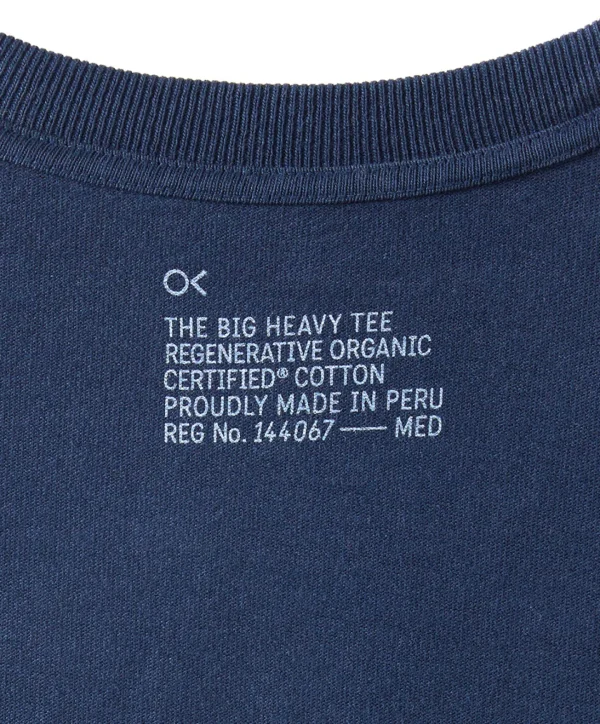 OK
THE BIG HEAVY TEE
REGENERATIVE ORGANIC
CERTIFIED® COTTON
PROUDLY MADE IN PERU
REG No. 144067 —— MED